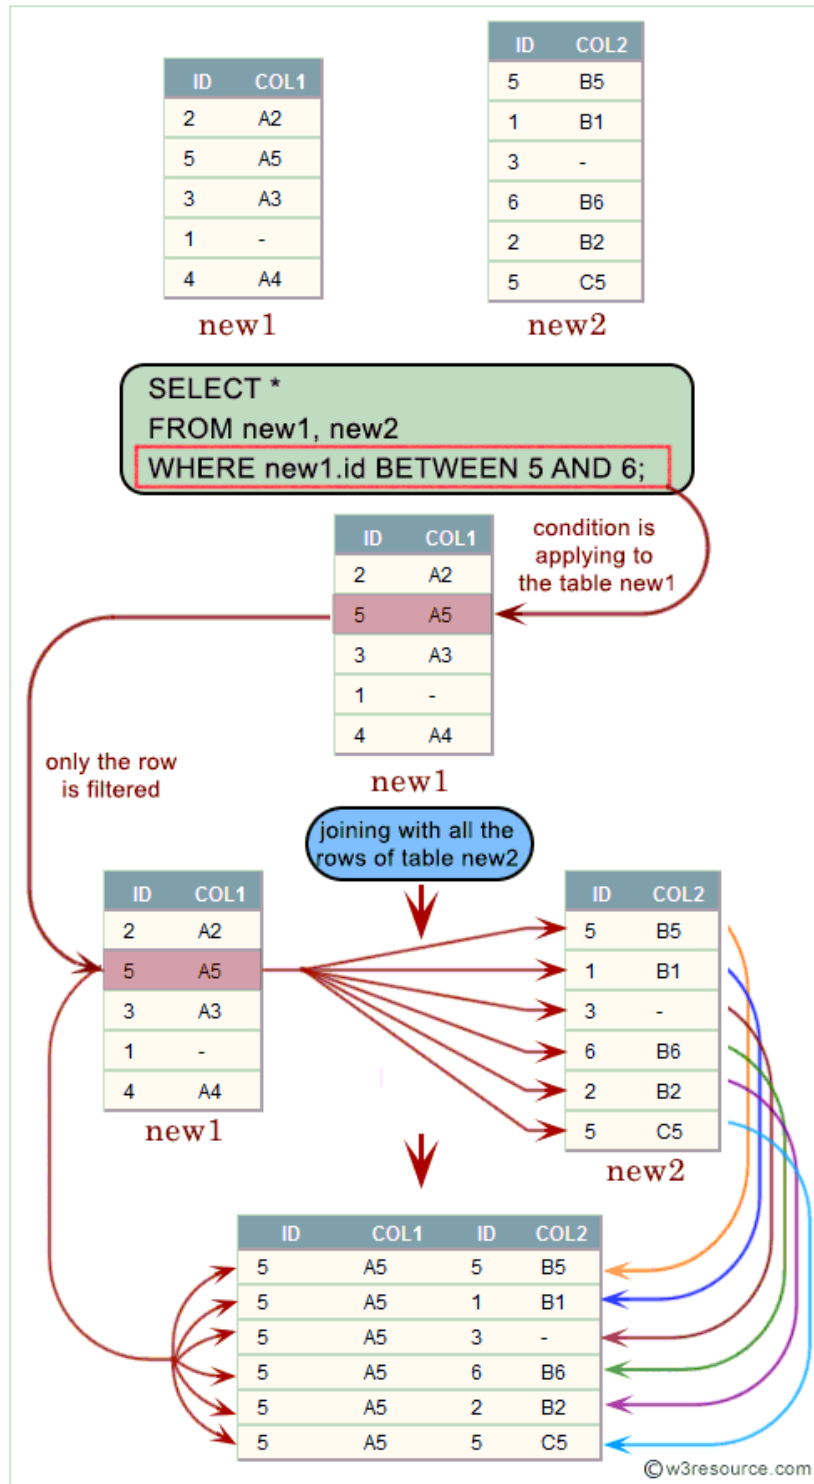 ID COL1
2 A2
5 A5
3 A3
1 -
4 A4
new1
ID COL2
5 B5
1 B1
3 -
6 B6
2 B2
5 C5
new2
SELECT *
FROM new1, new2
WHERE new1.id BETWEEN 5 AND 6;
condition is
applying to
the table new1
ID COL1
2 A2
5 A5
3 A3
1 -
4 A4
new1
only the row
is filtered
joining with all the
rows of table new2
ID COL1
2 A2
5 A5
3 A3
1 -
4 A4
new1
ID COL2
5 B5
1 B1
3 -
6 B6
2 B2
5 C5
new2
ID COL1 ID COL2
5 A5 5 B5
5 A5 1 B1
5 A5 3 -
5 A5 6 B6
5 A5 2 B2
5 A5 5 C5
©w3resource.com